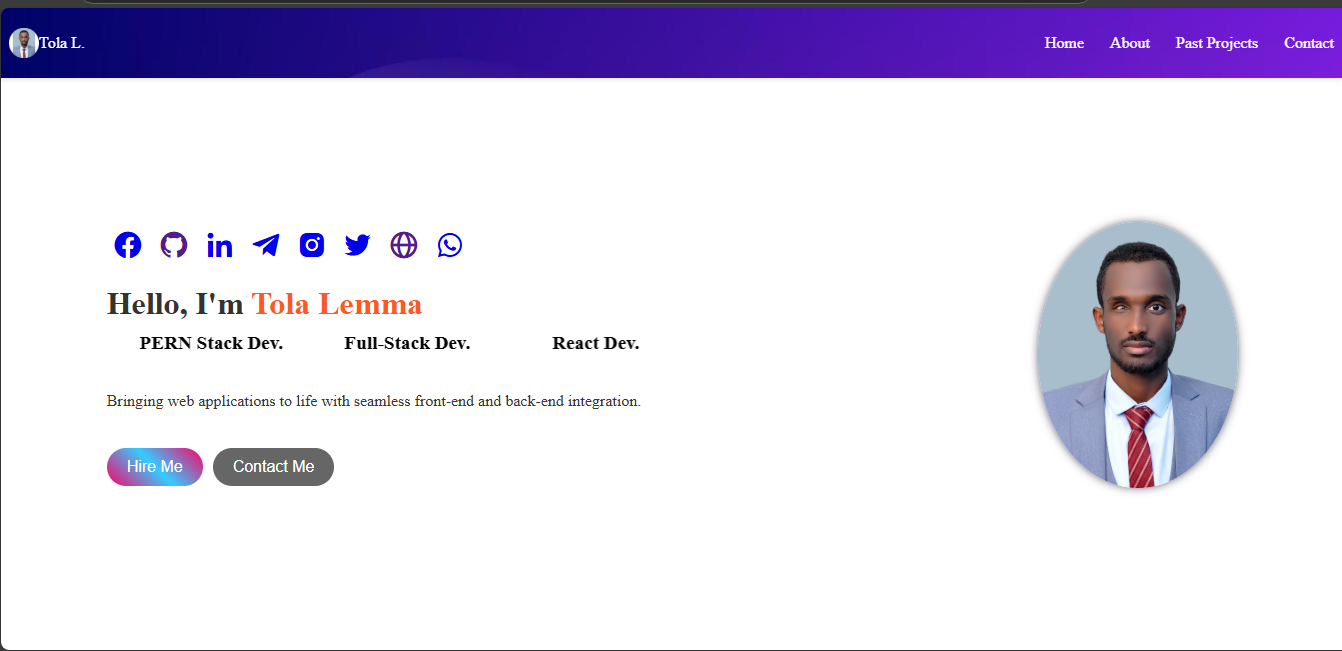 Tola L. Home About Past Projects Contact
Hello, I'm Tola Lemma
PERN Stack Dev. Full-Stack Dev. React Dev.
Bringing web applications to life with seamless front-end and back-end integration.
Hire Me Contact Me